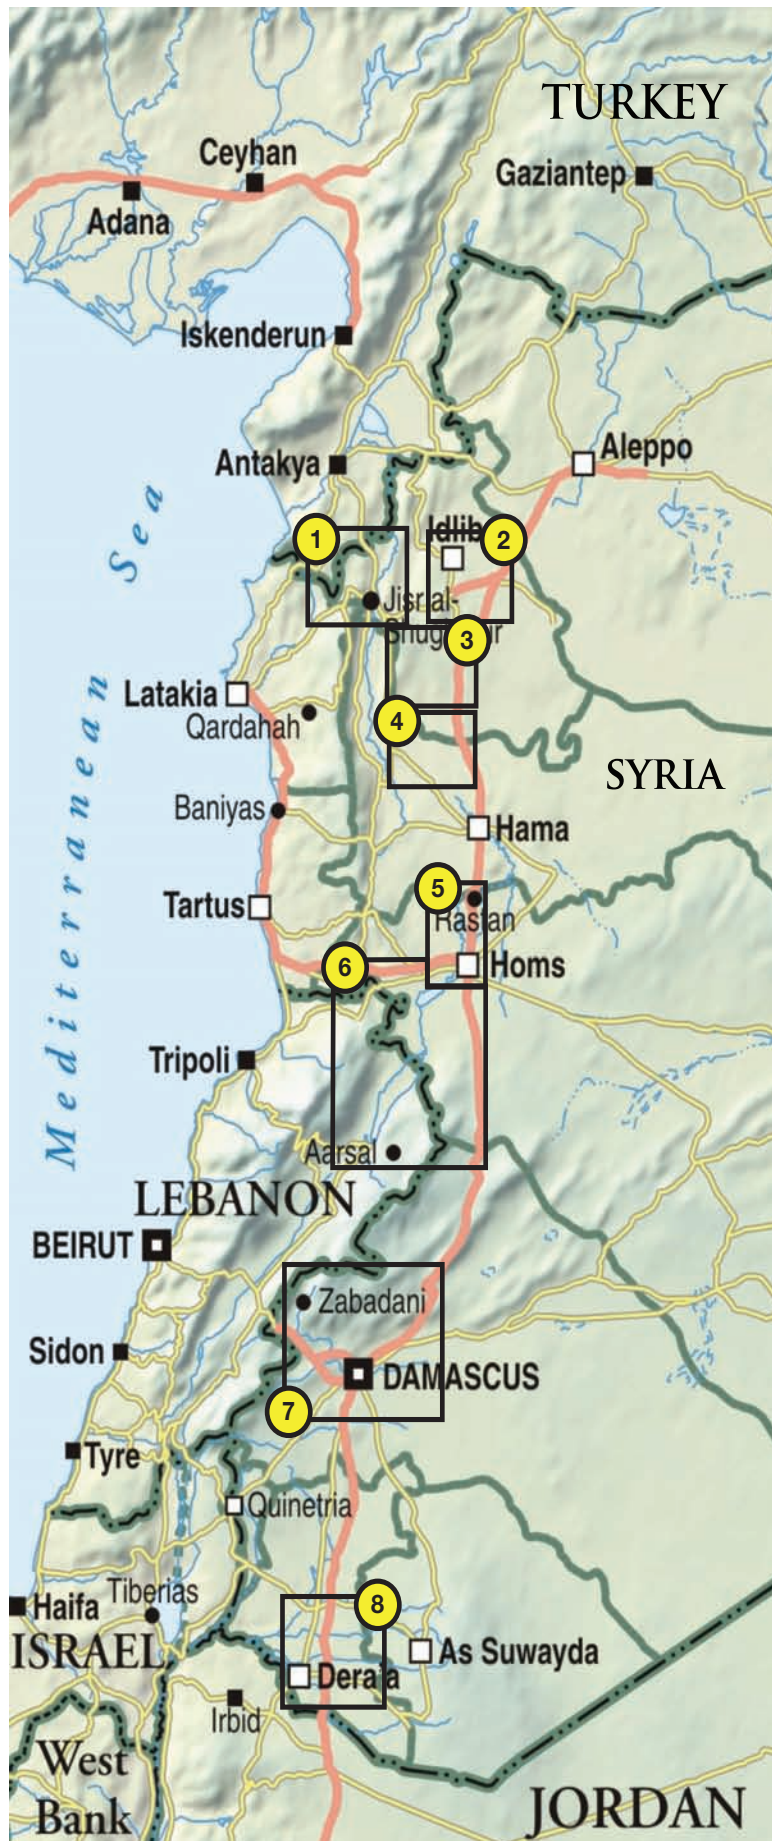 TURKEY
Ceyhan
Gaziantep
Adana
Iskenderun
Aleppo
Antakya
Mediterranean Sea
1
Idlib
2
Jisr al-
Shughour
3
Latakia
Qardahah
4
SYRIA
Baniyas
Hama
5
Tartus
Rastan
6
Homs
Tripoli
Aarsal
LEBANON
BEIRUT
Zabadani
Sidon
DAMASCUS
7
Tyre
Quinetria
Tiberias
8
Haifa
ISRAEL
As Suwayda
Dera'a
Irbid
West
Bank
JORDAN